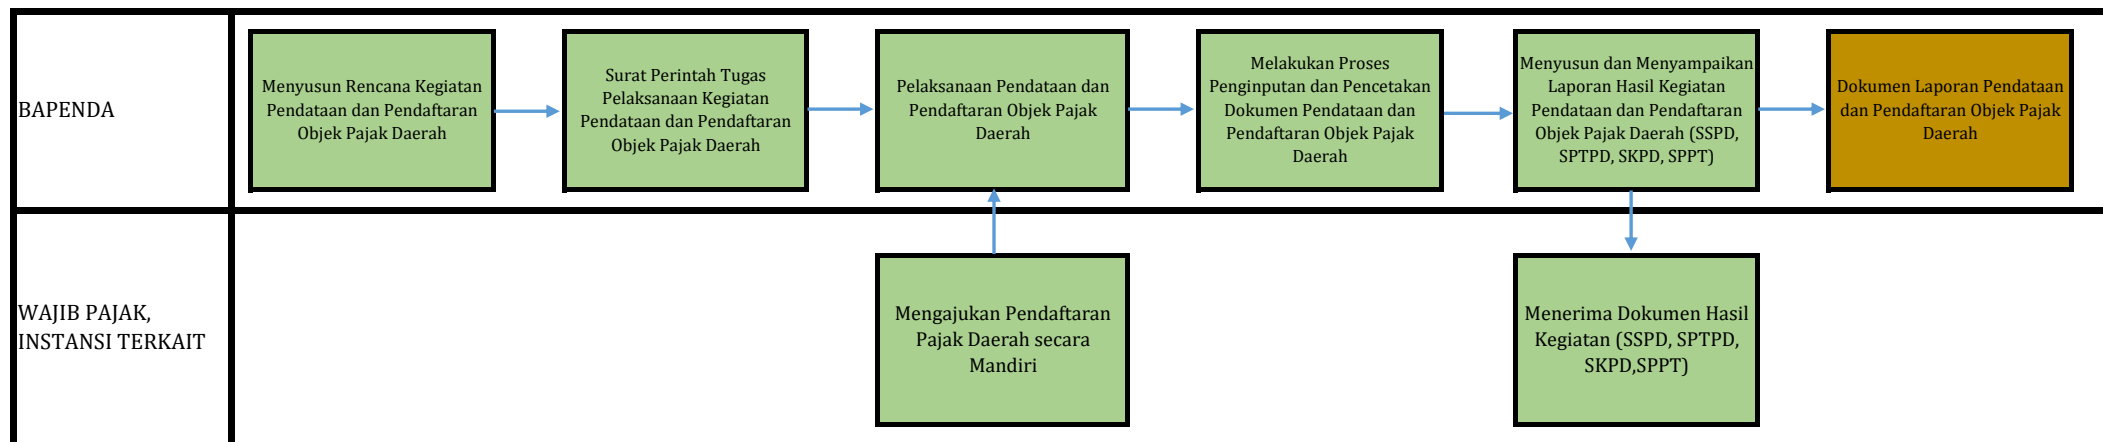 BAPENDA
Menyusun Rencana Kegiatan
Pendataan dan Pendaftaran
Objek Pajak Daerah
Surat Perintah Tugas
Pelaksanaan Kegiatan
Pendataan dan Pendaftaran
Objek Pajak Daerah
Pelaksanaan Pendataan dan
Pendaftaran Objek Pajak
Daerah
Melakukan Proses
Penginputan dan Pencetakan
Dokumen Pendataan dan
Pendaftaran Objek Pajak
Daerah
Menyusun dan Menyampaikan
Laporan Hasil Kegiatan
Pendataan dan Pendaftaran
Objek Pajak Daerah (SSPD,
SPTPD, SKPD, SPPT)
Dokumen Laporan Pendataan
dan Pendaftaran Objek Pajak
Daerah
WAJIB PAJAK,
INSTANSI TERKAIT
Mengajukan Pendaftaran
Pajak Daerah secara
Mandiri
Menerima Dokumen Hasil
Kegiatan (SSPD, SPTPD,
SKPD,SPPT)